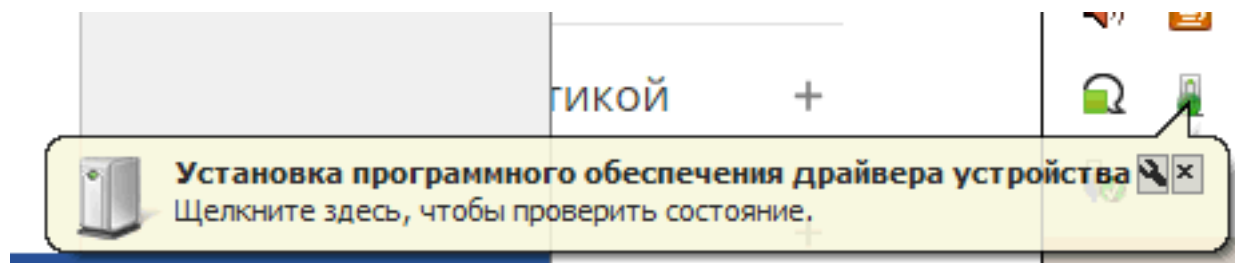 тикой +
Установка программного обеспечения драйвера устройства
Щелкните здесь, чтобы проверить состояние.
+